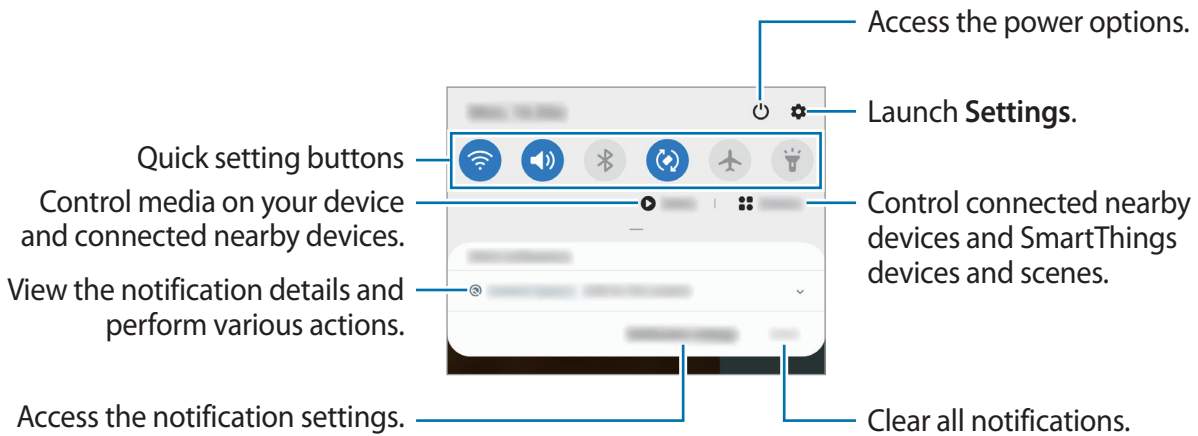 Access the power options.
Launch Settings.
Quick setting buttons
Control media on your device
and connected nearby devices.
Control connected nearby
devices and SmartThings
devices and scenes.
View the notification details and
perform various actions.
Access the notification settings.
Clear all notifications.